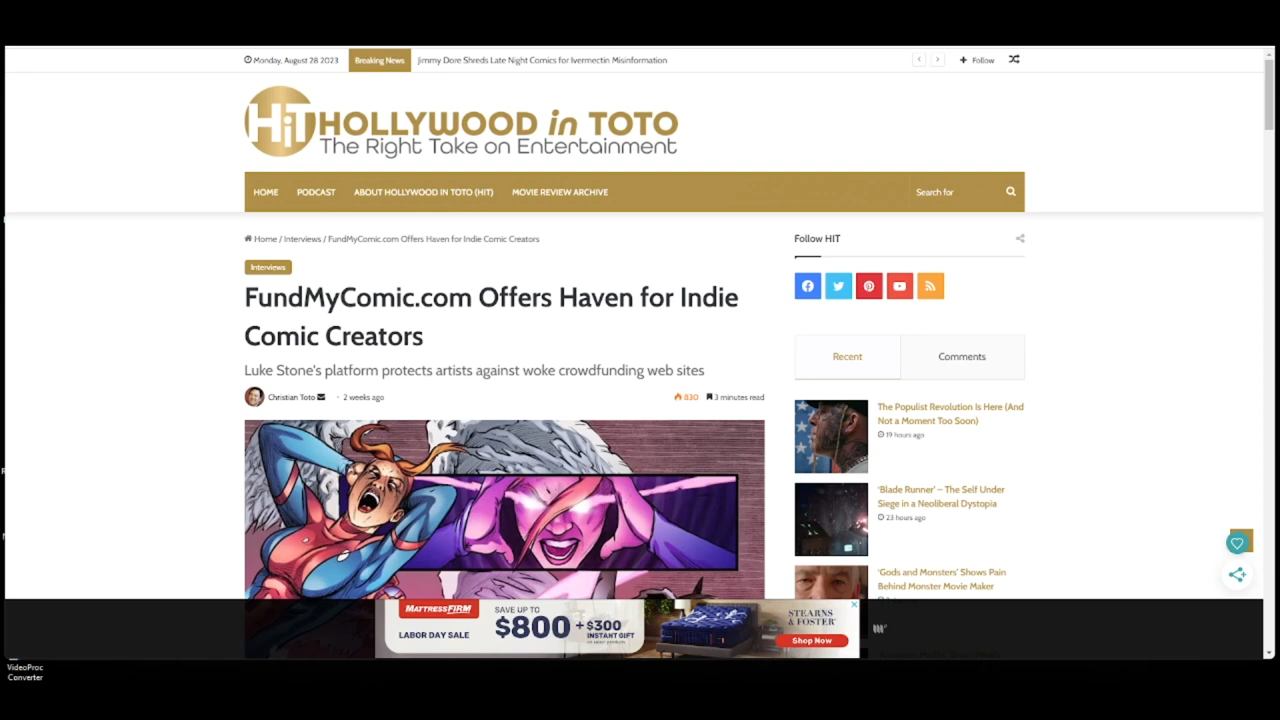 Monday, August 28 2023
Breaking News
Jimmy Dore Shreds Late Night Comics for Ivermectin Misinformation
Follow
HiT HOLLYWOOD in TOTO
The Right Take on Entertainment
HOME PODCAST ABOUT HOLLYWOOD IN TOTO (HIT) MOVIE REVIEW ARCHIVE
Search for
Home / Interviews / FundMyComic.com Offers Haven for Indie Comic Creators
Interviews
FundMyComic.com Offers Haven for Indie
Comic Creators
Luke Stone's platform protects artists against woke crowdfunding web sites
Christian Toto · 2 weeks ago
830
3 minutes read
Follow HIT
Recent
Comments
The Populist Revolution Is Here (And
Not a Moment Too Soon)
19 hours ago
'Blade Runner' – The Self Under
Siege in a Neoliberal Dystopia
23 hours ago
'Gods and Monsters' Shows Pain
Behind Monster Movie Maker
MATTRESSFIRM
LABOR DAY SALE
SAVE UP TO
$800 + $300
INSTANT GIFT
STEARNS
& FOSTER
Shop Now
VideoProc
Converter